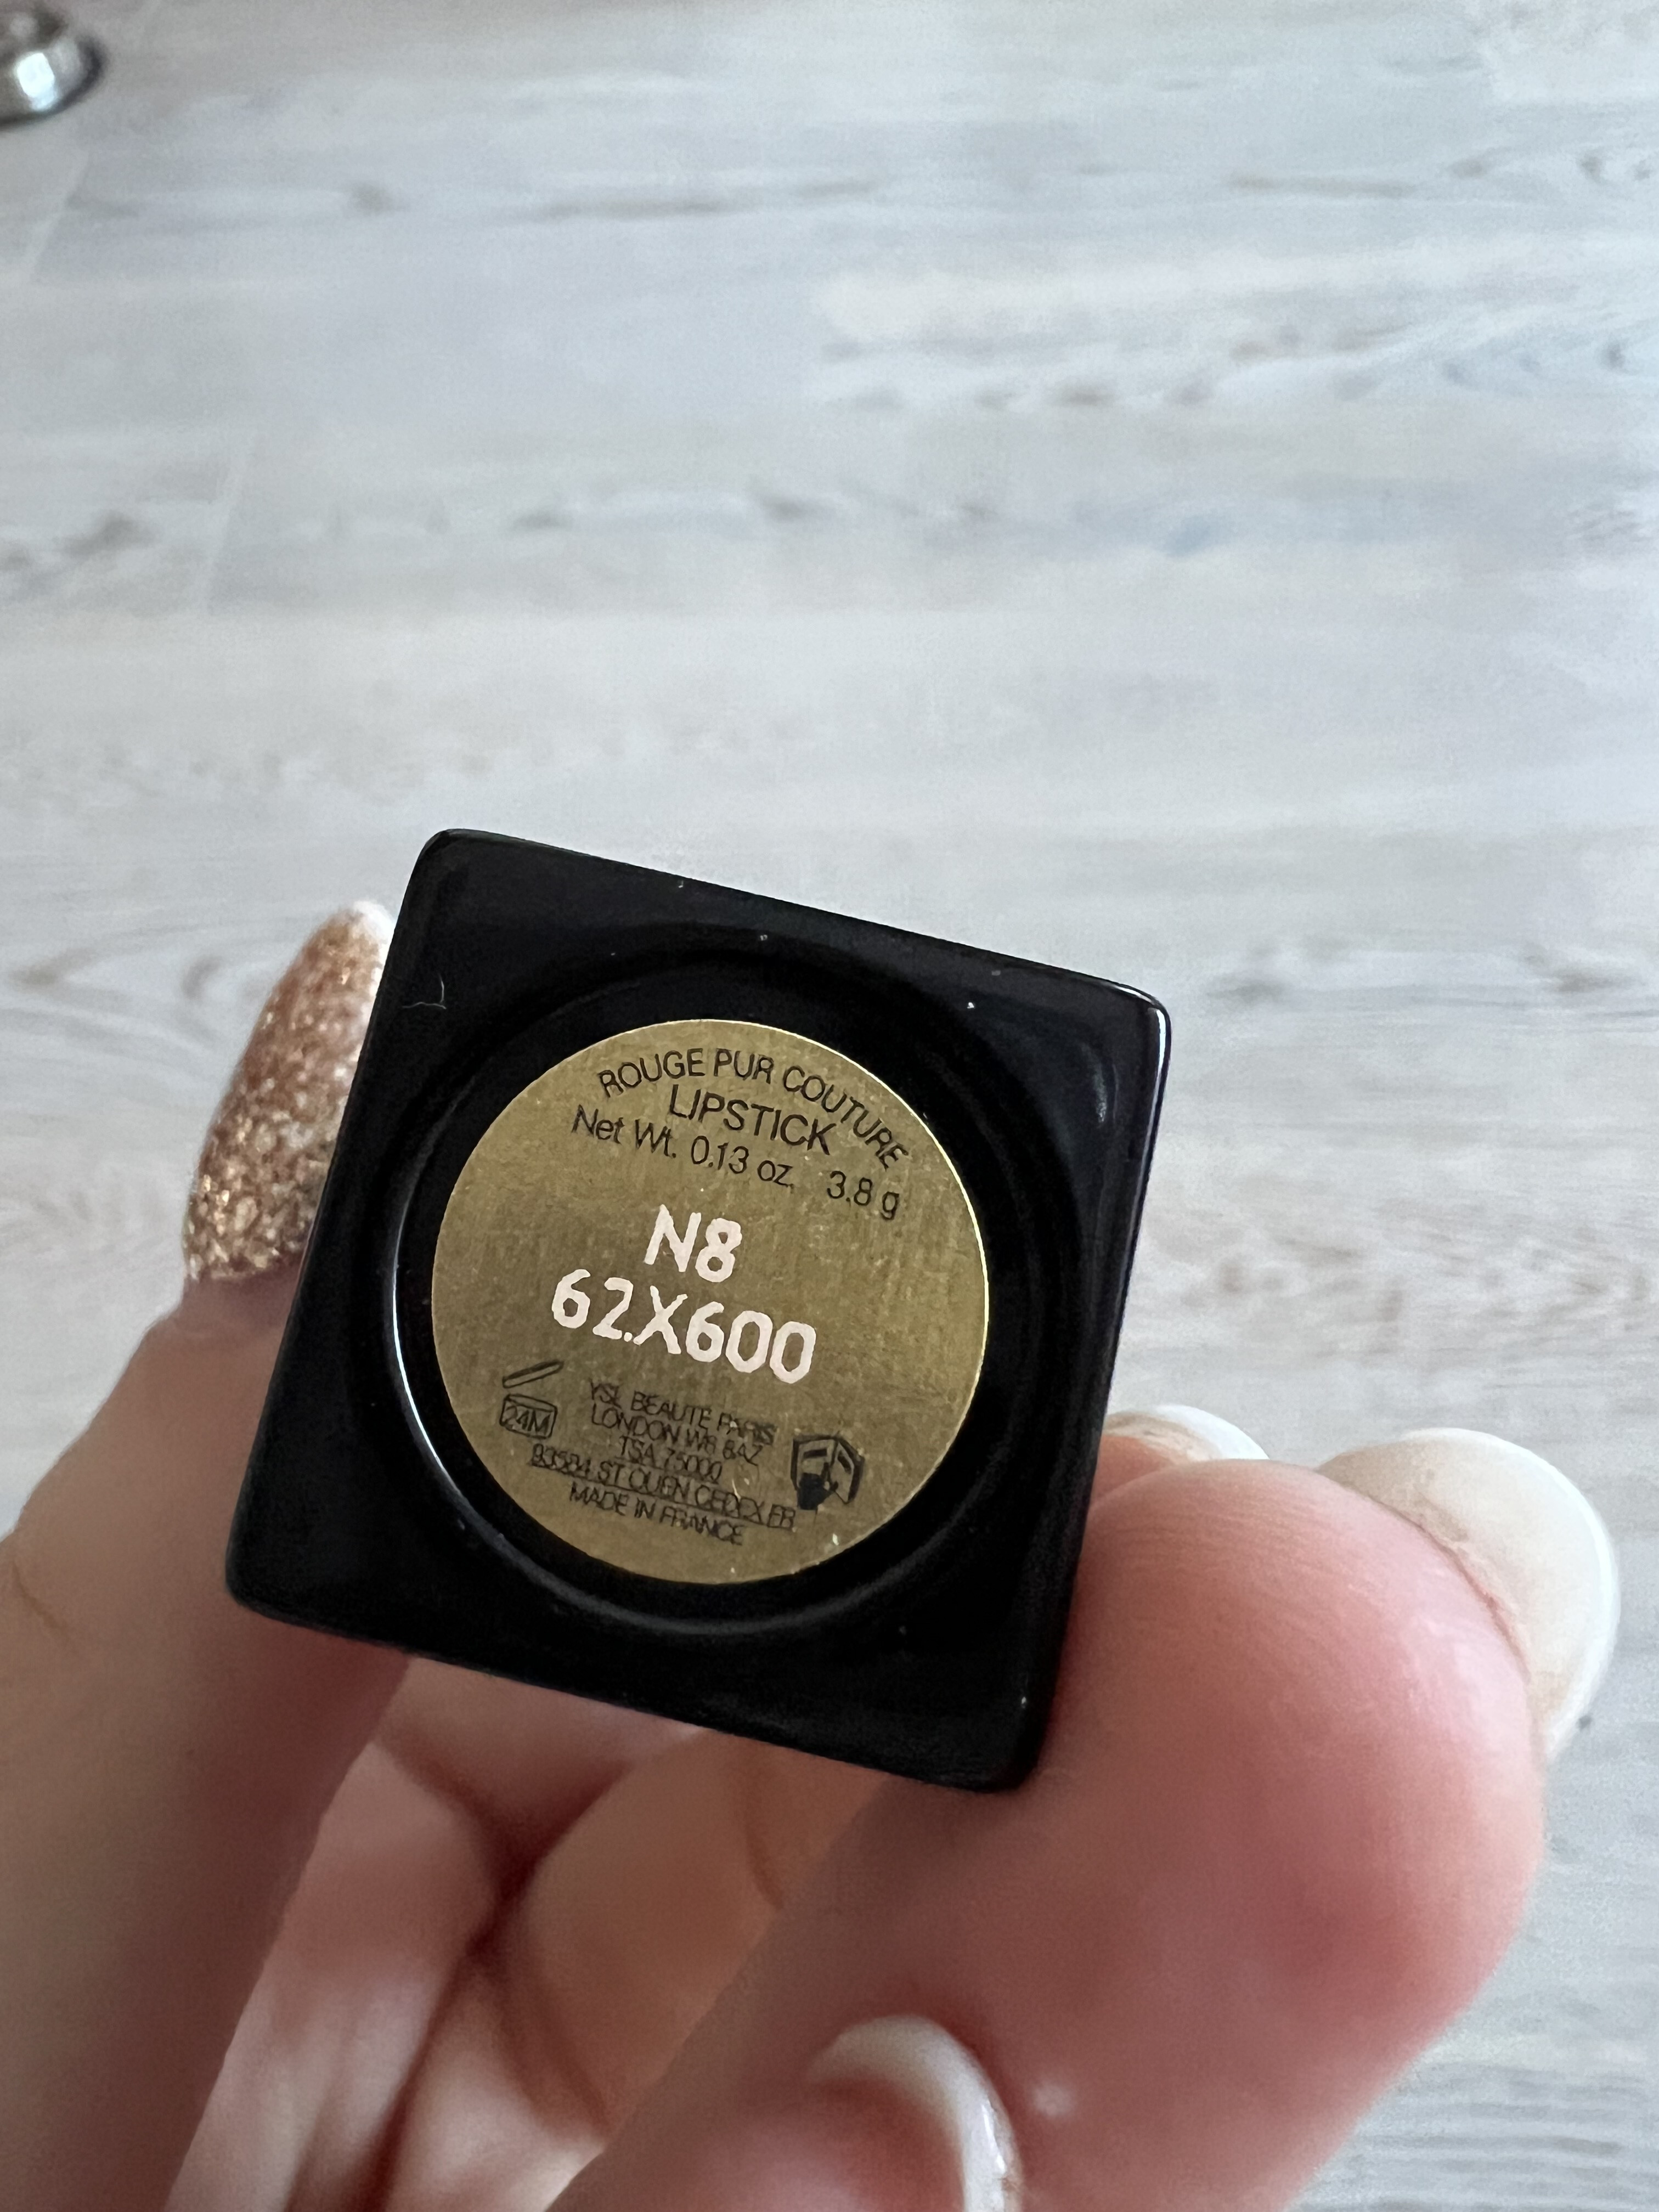 ROUGE PUR COUTURE
LIPSTICK
Net Wt. 0.13 oz. 3.8 g
N8
62X600
24M
YSL BEAUTÉ PARIS
LONDON W6 8AZ
TSA 75000
93584 ST OUEN CEDEX FR
MADE IN FRANCE